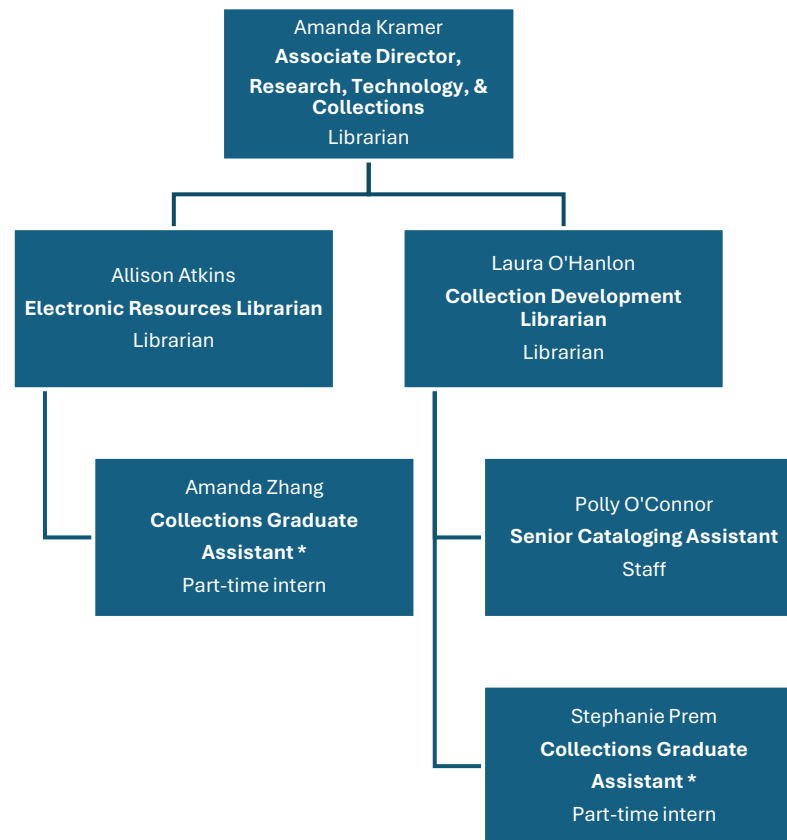 Amanda Kramer
Associate Director,
Research, Technology, &
Collections
Librarian
Allison Atkins
Electronic Resources Librarian
Librarian
Laura O'Hanlon
Collection Development
Librarian
Librarian
Amanda Zhang
Collections Graduate
Assistant *
Part-time intern
Polly O'Connor
Senior Cataloging Assistant
Staff
Stephanie Prem
Collections Graduate
Assistant *
Part-time intern